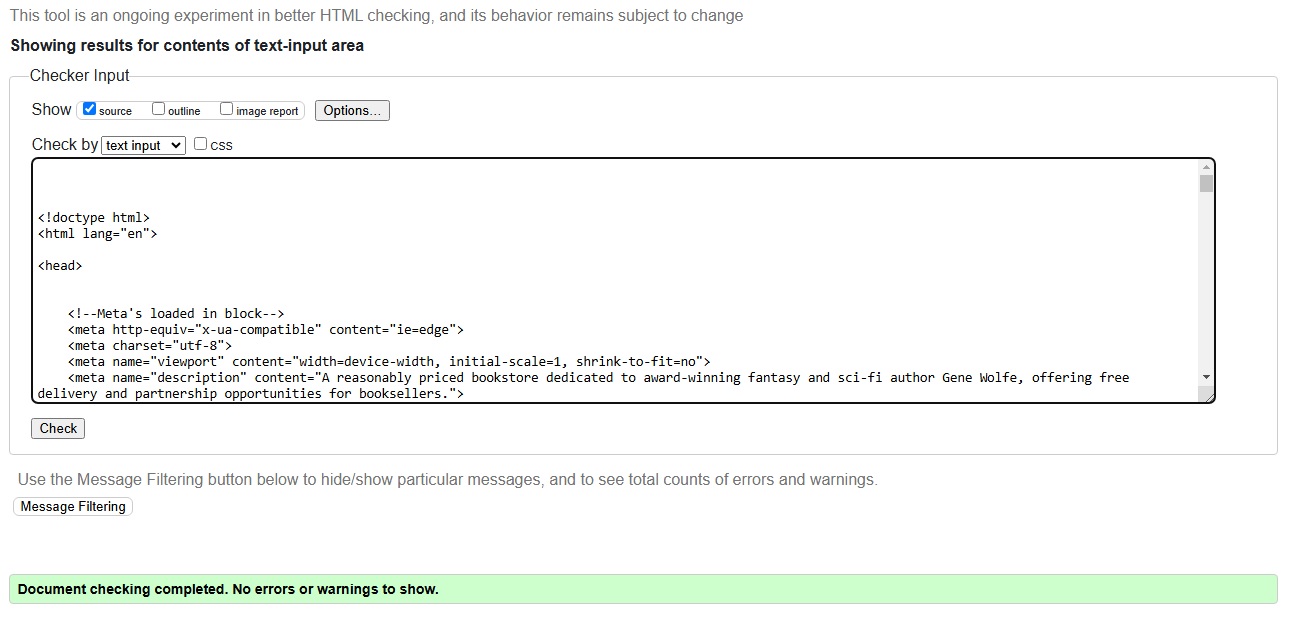 This tool is an ongoing experiment in better HTML checking, and its behavior remains subject to change
Showing results for contents of text-input area
Checker Input
Show source outline image report Options...
Check by text input css
<!doctype html>
<html lang="en">
<head>
<!--Meta's loaded in block-->
<meta http-equiv="x-ua-compatible" content="ie=edge">
<meta charset="utf-8">
<meta name="viewport" content="width=device-width, initial-scale=1, shrink-to-fit=no">
<meta name="description" content="A reasonably priced bookstore dedicated to award-winning fantasy and sci-fi author Gene Wolfe, offering free
delivery and partnership opportunities for booksellers.">
Check
Use the Message Filtering button below to hide/show particular messages, and to see total counts of errors and warnings.
Message Filtering
Document checking completed. No errors or warnings to show.